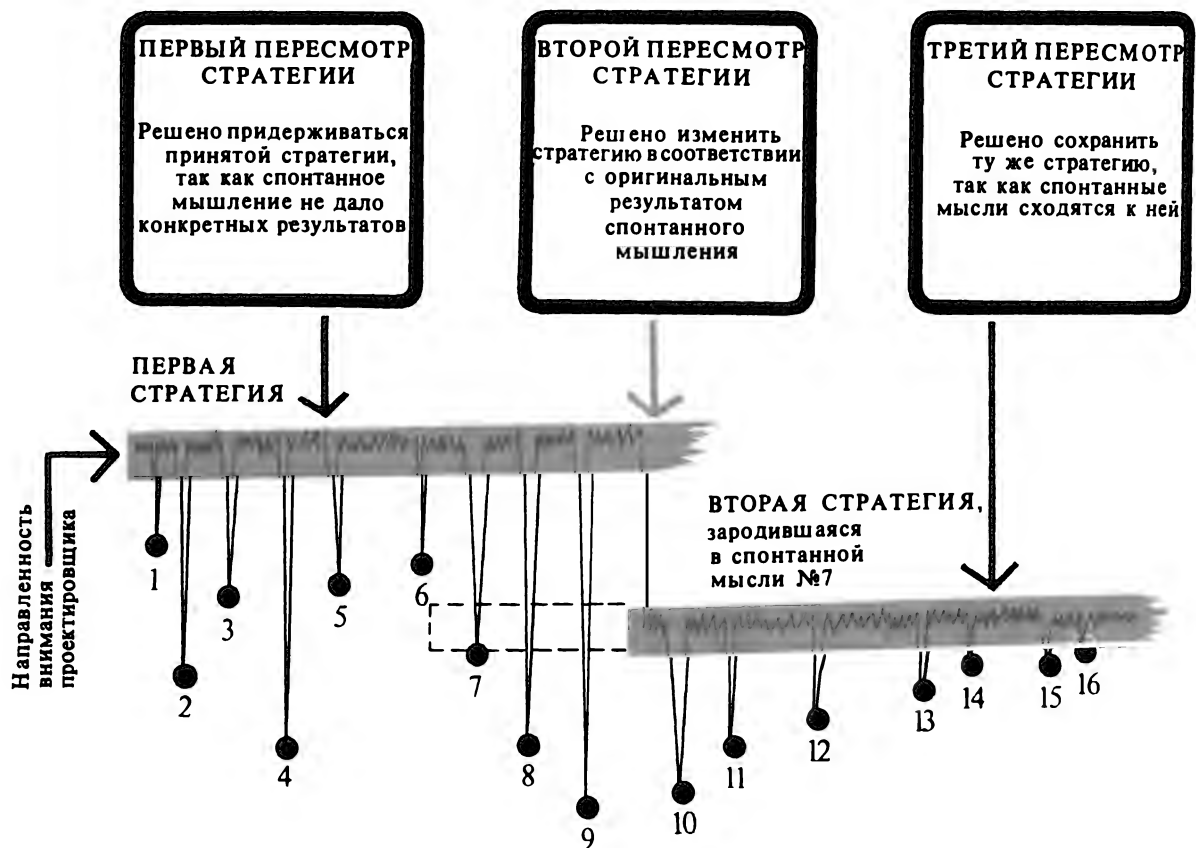 ПЕРВЫЙ ПЕРЕСМОТР
СТРАТЕГИИ
Решено придерживаться
принятой стратегии,
так как спонтанное
мышление не дало
конкретных результатов
ВТОРОЙ ПЕРЕСМОТР
СТРАТЕГИИ
Решено изменить
стратегию в соответствии
с оригинальным
результатом
спонтанного
мышления
ТРЕТИЙ ПЕРЕСМОТР
СТРАТЕГИИ
Решено сохранить
ту же стратегию,
так как спонтанные
мысли сходятся к ней
ПЕРВАЯ
СТРАТЕГИЯ
Направленность
внимания
проектировщика
ВТОРАЯ СТРАТЕГИЯ,
зародившаяся
в спонтанной
мысли №7
1
2
3
4
5
6
7
8
9
10
11
12
13
14
15
16